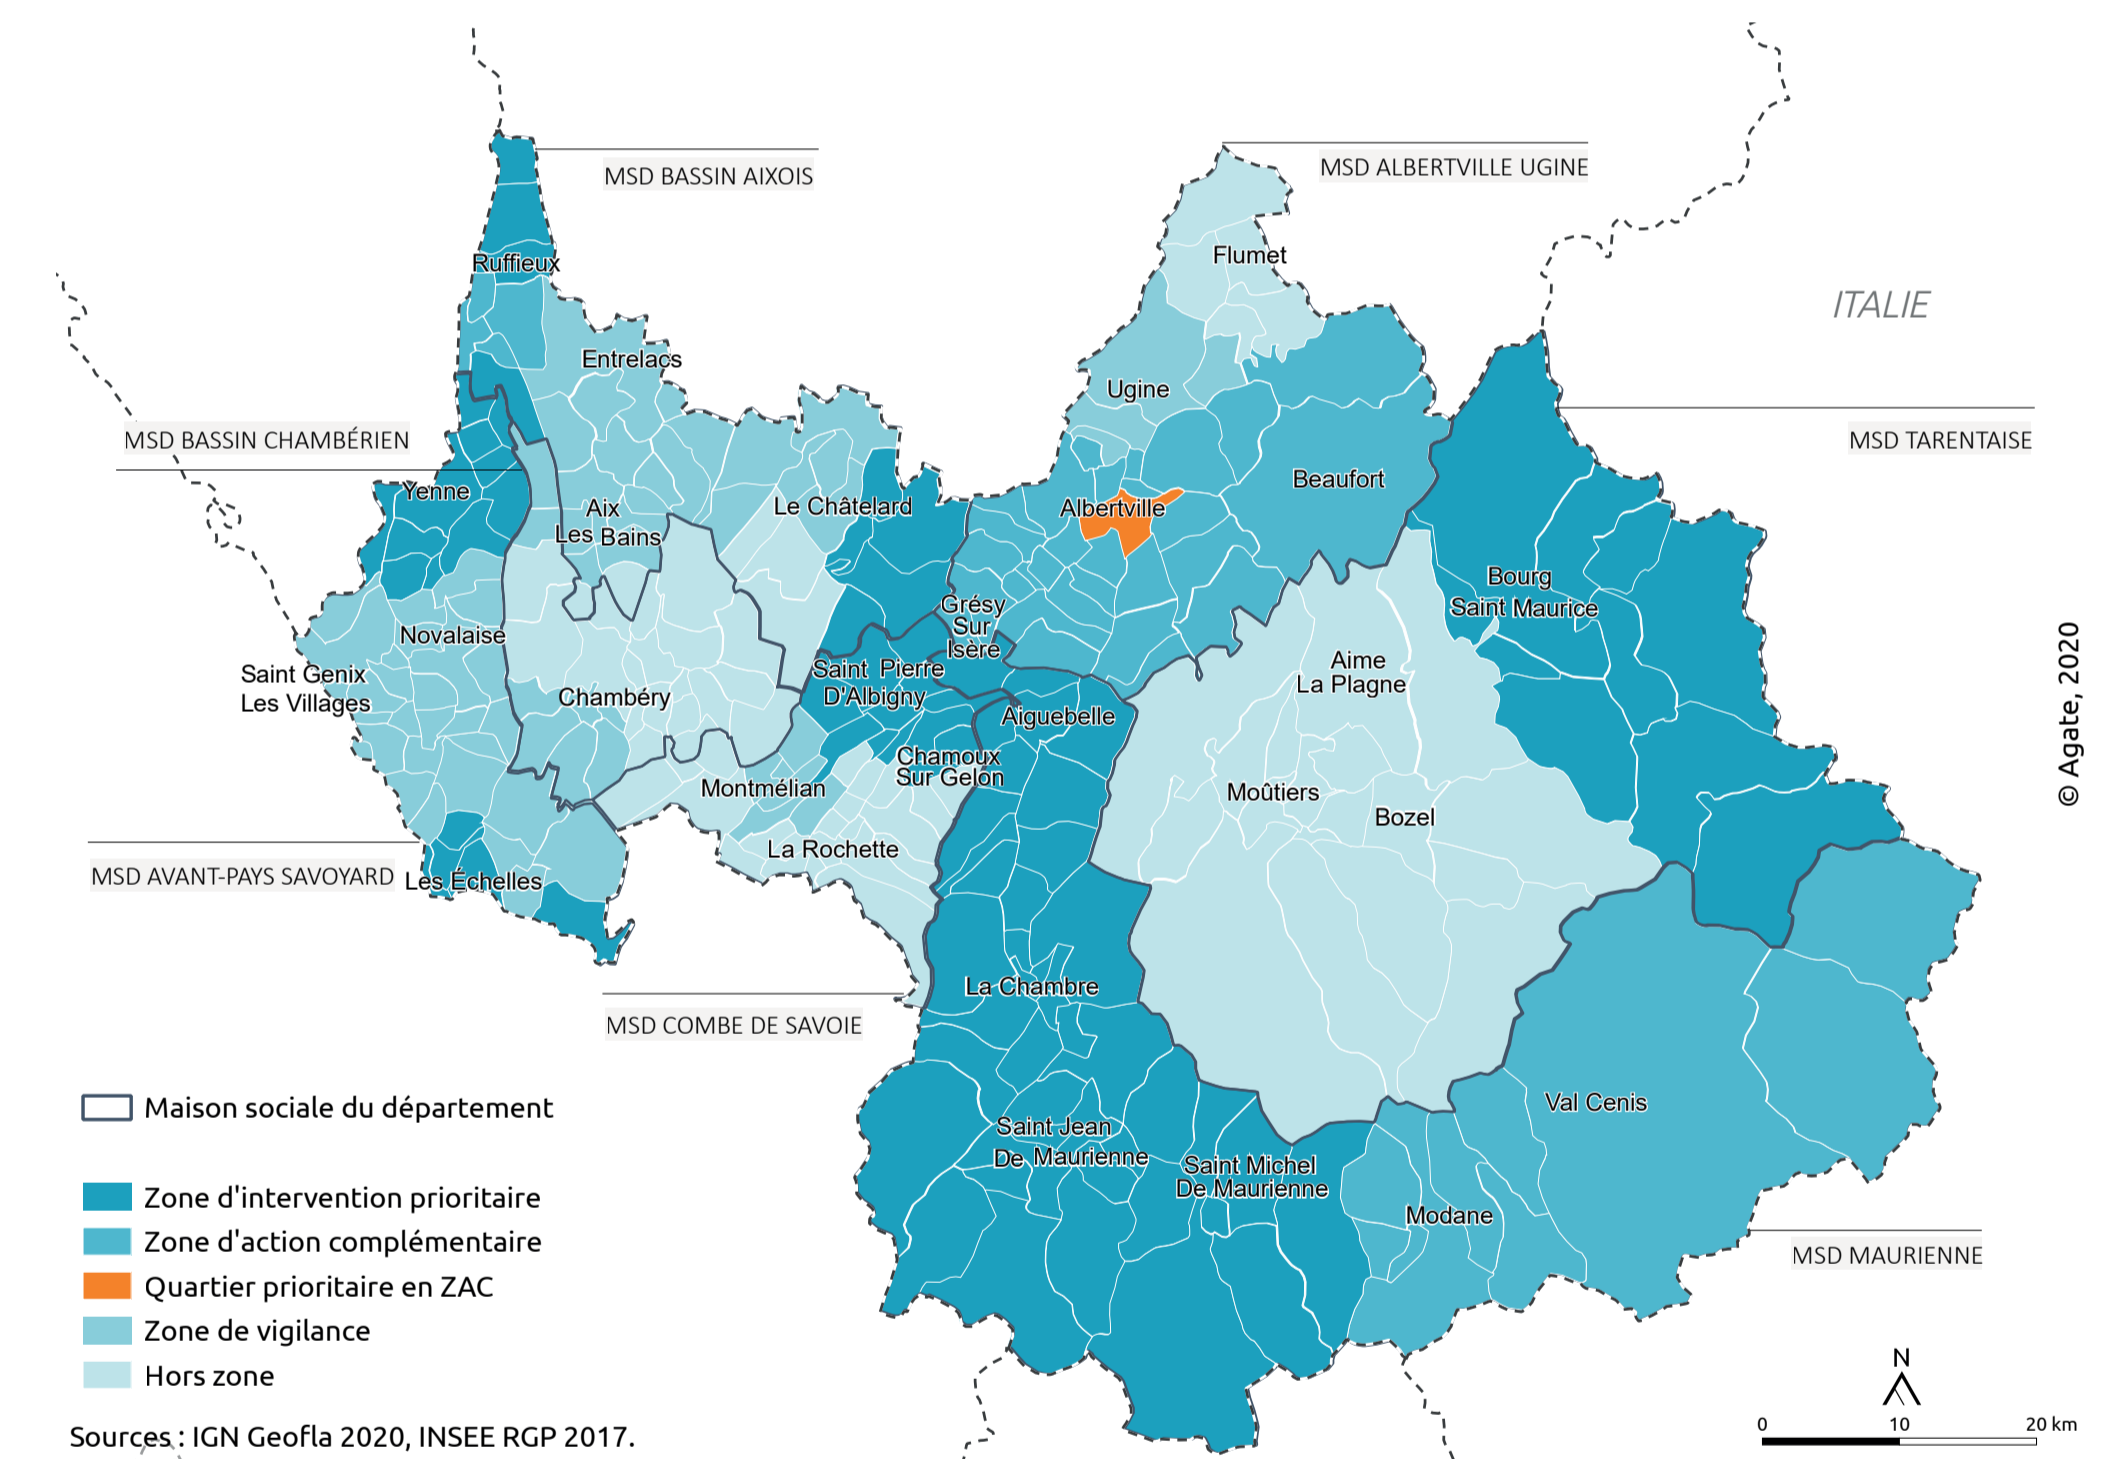 MSD BASSIN AIXOIS
MSD ALBERTVILLE UGINE
Flumet
Ruffieux
ITALIE
Entrelacs
Ugine
MSD BASSIN CHAMBÉRIEN
MSD TARENTAISE
Yenne
Beaufort
Aix
Les Bains
Le Châtelard
Albertville
Bourg
Saint Maurice
Grésy
Sur
Isère
Novalaise
Saint Genix
Les Villages
Saint Pierre
D'Albigny
Aime
La Plagne
Chambéry
Aiguebelle
© Agate, 2020
Chamoux
Sur Gelon
Montmélian
Moûtiers
Bozel
La Rochette
MSD AVANT-PAYS SAVOYARD
Les Échelles
La Chambre
MSD COMBE DE SAVOIE
Val Cenis
Saint Jean
De Maurienne
Saint Michel
De Maurienne
Modane
MSD MAURIENNE
Maison sociale du département
Zone d'intervention prioritaire
Zone d'action complémentaire
Quartier prioritaire en ZAC
Zone de vigilance
Hors zone
Sources : IGN Geofla 2020, INSEE RGP 2017.
N
0 10 20 km